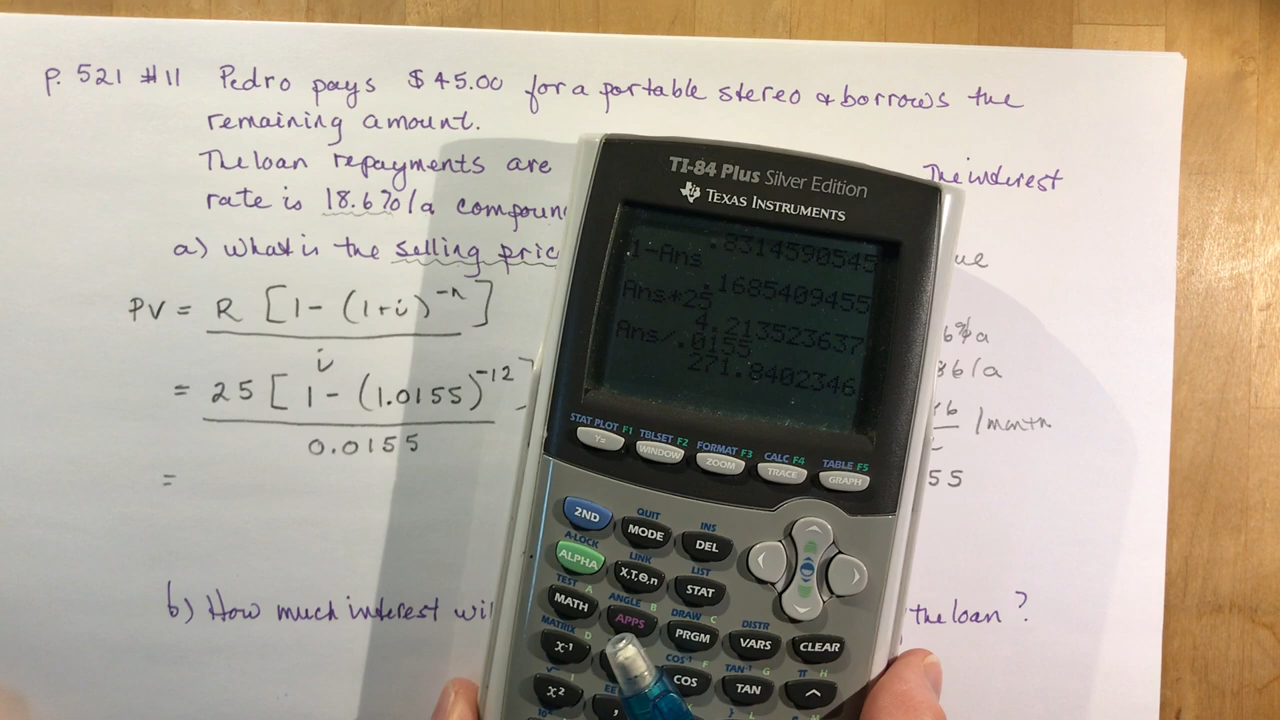 p. 521 #11 Pedro pays $45.00 for a portable stereo & borrows the
remaining amount.
The loan repayments are The interest
rate is 18.6%/a compoun
a) What is the selling pric ue
PV = R [1 - (1+i)^-n]
i
= 25 [1 - (1.0155)^-12]
0.0155
=
6%/a
86/a
/month
55
b) How much interest wil the loan?
TI-84 Plus Silver Edition
TEXAS INSTRUMENTS
.8314590545
1-Ans
.1685409455
Ans*25
4.213523637
Ans/.0155
271.8402346
STAT PLOT F1 TBLSET F2 FORMAT F3 CALC F4 TABLE F5
Y= WINDOW ZOOM TRACE GRAPH
QUIT INS
2ND MODE DEL
A-LOCK LINK LIST
ALPHA X,T,θ,n STAT
TEST A ANGLE B DRAW C DISTR
MATH APPS PRGM VARS CLEAR
MATRIX D COS⁻¹ F TAN⁻¹ G π H
x⁻¹ COS TAN ^
√ I EE
x² ,
10ˣ